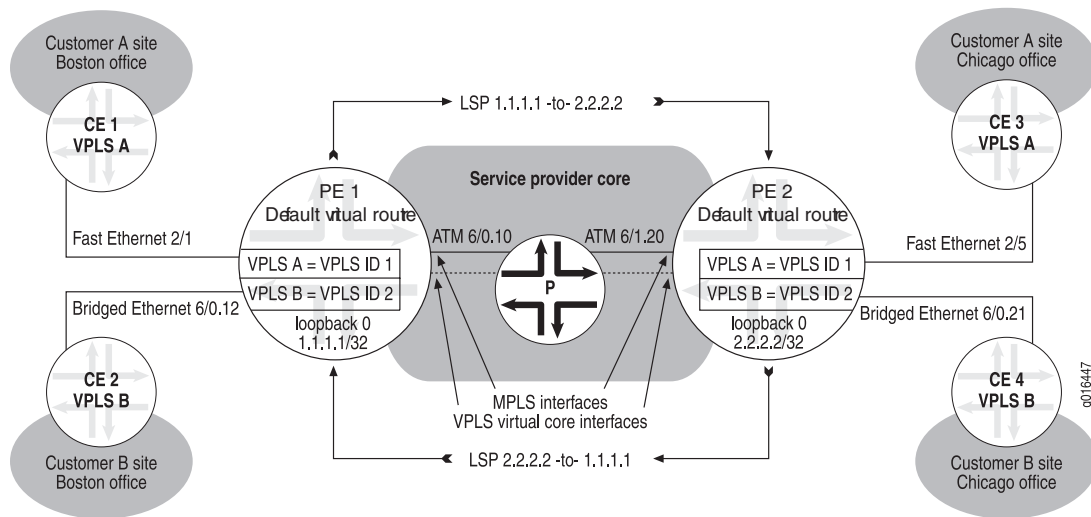 Customer A site
Boston office
CE 1
VPLS A
Customer A site
Chicago office
CE 3
VPLS A
LSP 1.1.1.1 -to- 2.2.2.2
Service provider core
PE 1
Default virtual route
PE 2
Default virtual route
Fast Ethernet 2/1
ATM 6/0.10
ATM 6/1.20
Fast Ethernet 2/5
VPLS A = VPLS ID 1
VPLS B = VPLS ID 2
P
VPLS A = VPLS ID 1
VPLS B = VPLS ID 2
Bridged Ethernet 6/0.12
loopback 0
1.1.1.1/32
loopback 0
2.2.2.2/32
Bridged Ethernet 6/0.21
CE 2
VPLS B
MPLS interfaces
VPLS virtual core interfaces
CE 4
VPLS B
LSP 2.2.2.2 -to- 1.1.1.1
Customer B site
Boston office
Customer B site
Chicago office
g016447